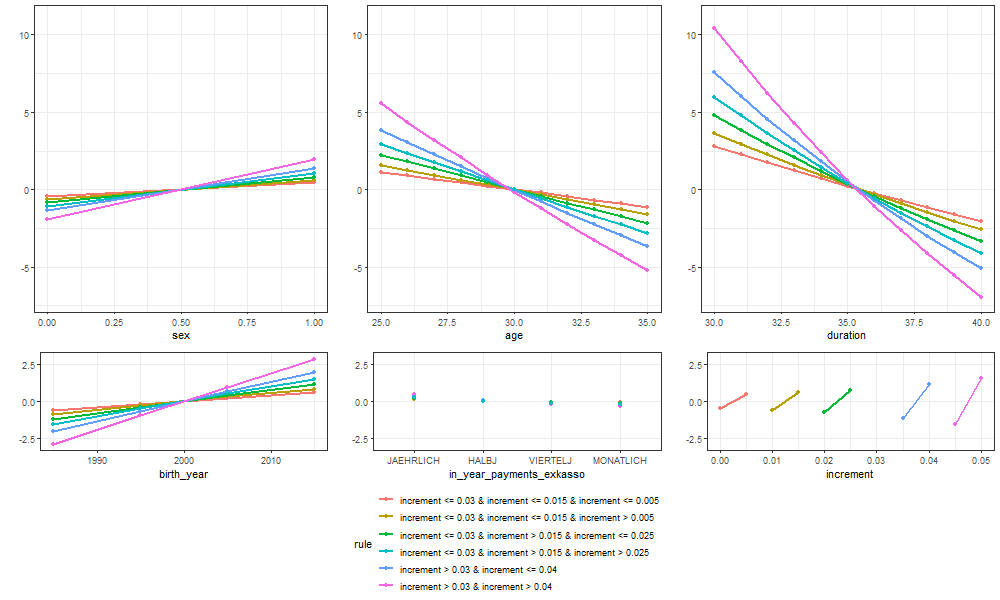 10
5
0
-5
0.00 0.25 0.50 0.75 1.00
sex
10
5
0
-5
25.0 27.5 30.0 32.5 35.0
age
10
5
0
-5
30.0 32.5 35.0 37.5 40.0
duration
2.5
0.0
-2.5
1990 2000 2010
birth_year
2.5
0.0
-2.5
JAEHRLICH HALBJ VIERTELJ MONATLICH
in_year_payments_exkasso
2.5
0.0
-2.5
0.00 0.01 0.02 0.03 0.04 0.05
increment
rule
increment <= 0.03 & increment <= 0.015 & increment <= 0.005
increment <= 0.03 & increment <= 0.015 & increment > 0.005
increment <= 0.03 & increment > 0.015 & increment <= 0.025
increment <= 0.03 & increment > 0.015 & increment > 0.025
increment > 0.03 & increment <= 0.04
increment > 0.03 & increment > 0.04